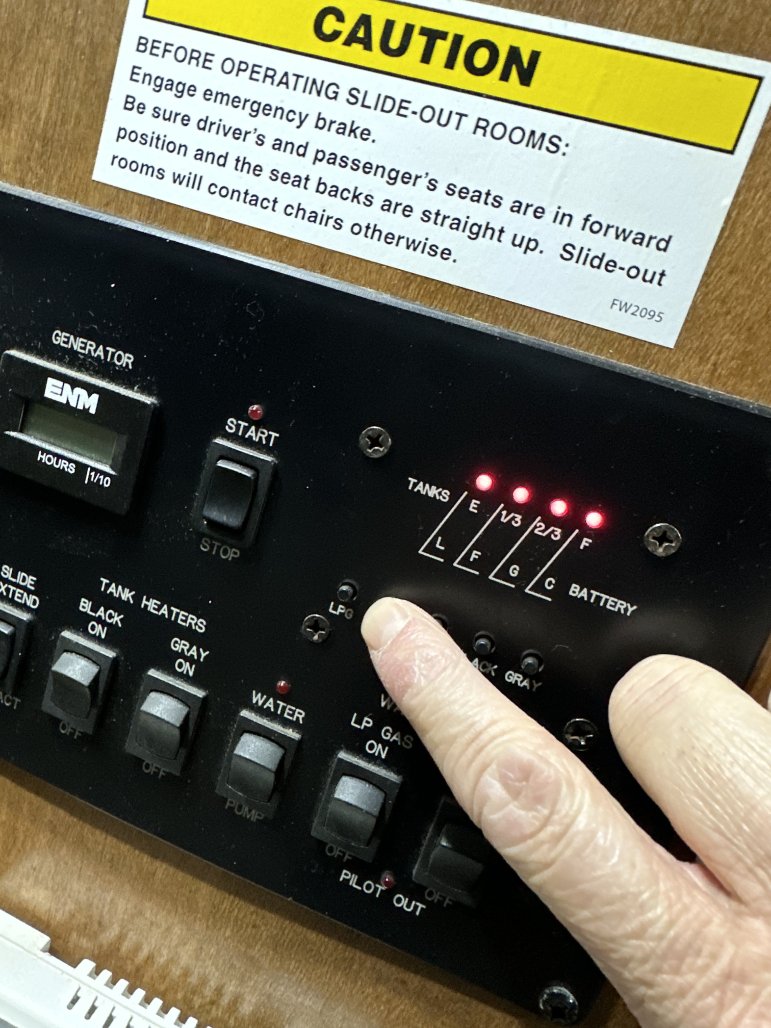 CAUTION
BEFORE OPERATING SLIDE-OUT ROOMS:
Engage emergency brake.
Be sure driver's and passenger's seats are in forward
position and the seat backs are straight up. Slide-out
rooms will contact chairs otherwise.
FW2095
GENERATOR
ENM
HOURS 1/10
START
STOP
TANKS E 1/3 2/3 F
L F G C BATTERY
LPG
GRAY
SLIDE
TANK HEATERS
BLACK
ON
OFF
GRAY
ON
OFF
WATER
PUMP
LP GAS
ON
OFF
PILOT OUT
OFF